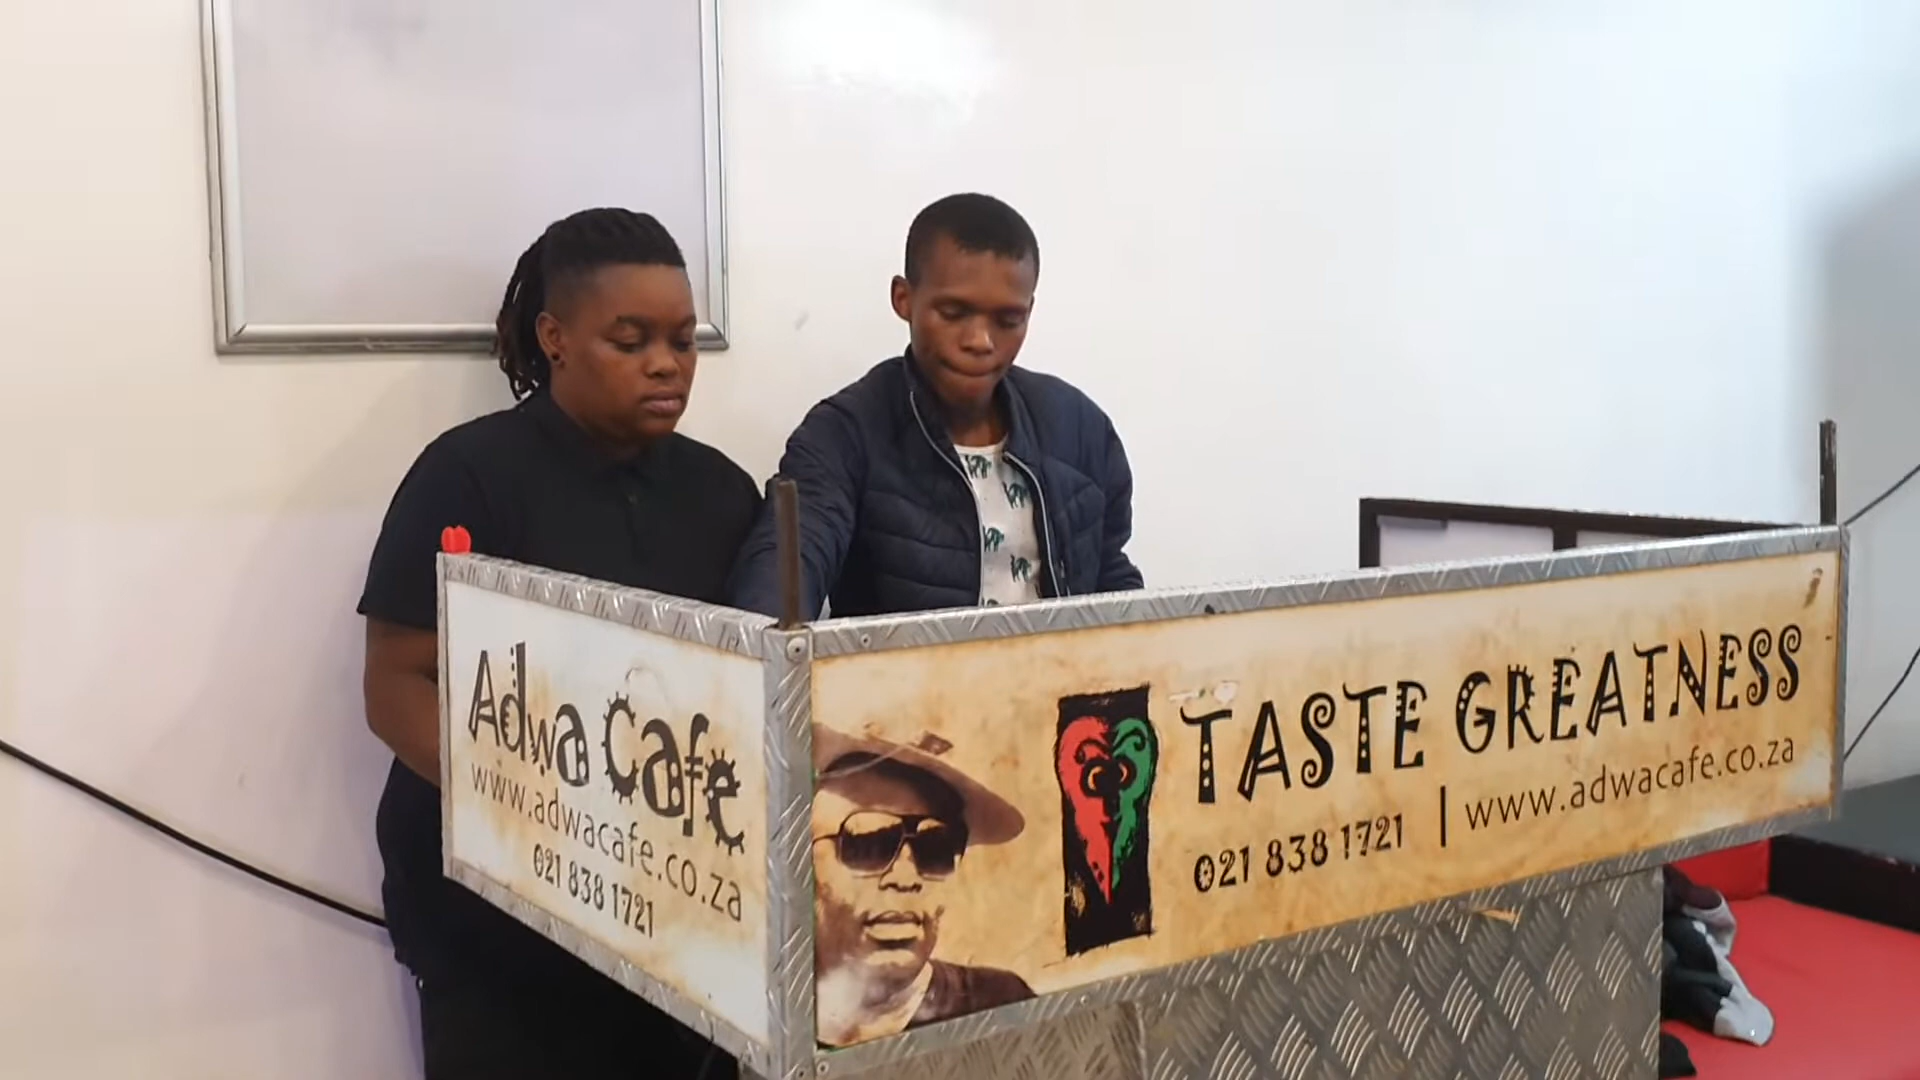 Adwa Cafe
www.adwacafe.co.za
021 838 1721
TASTE GREATNESS
021 838 1721 | www.adwacafe.co.za